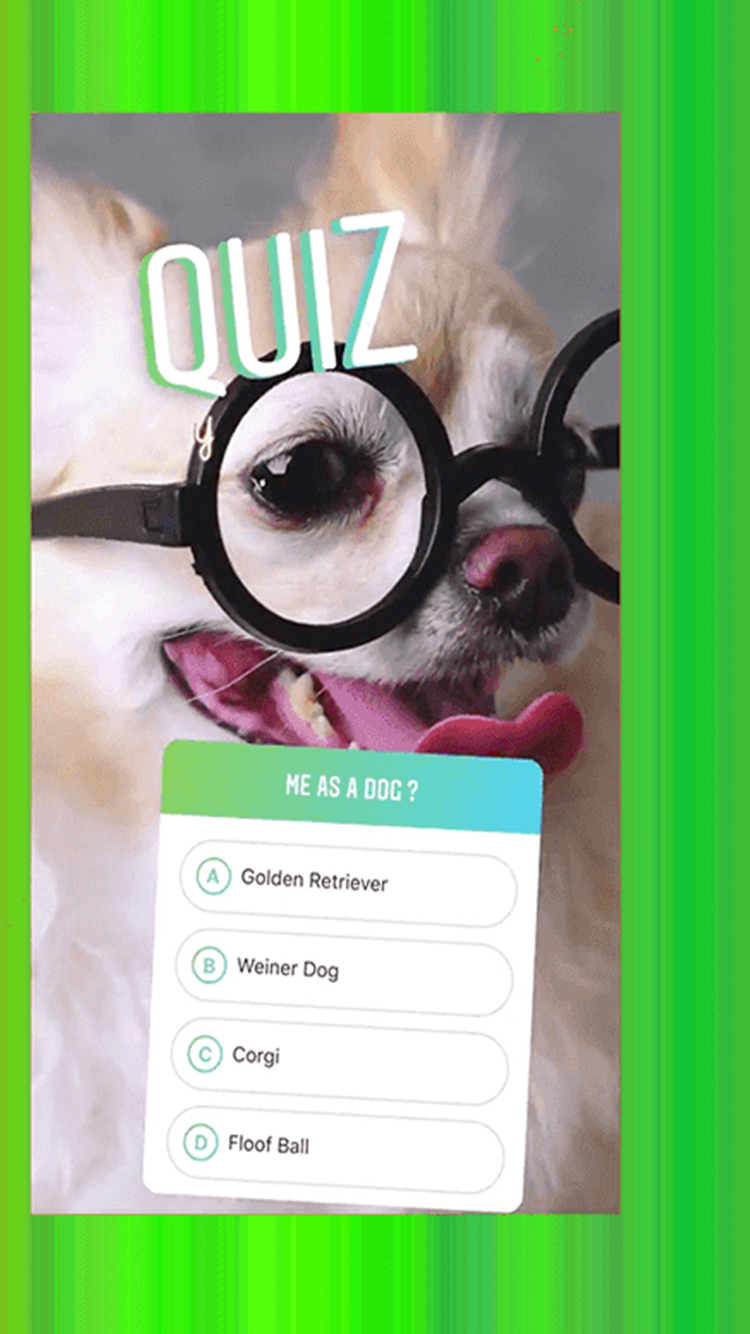 QUIZ
y
ME AS A DOG ?
A Golden Retriever
B Weiner Dog
C Corgi
D Floof Ball